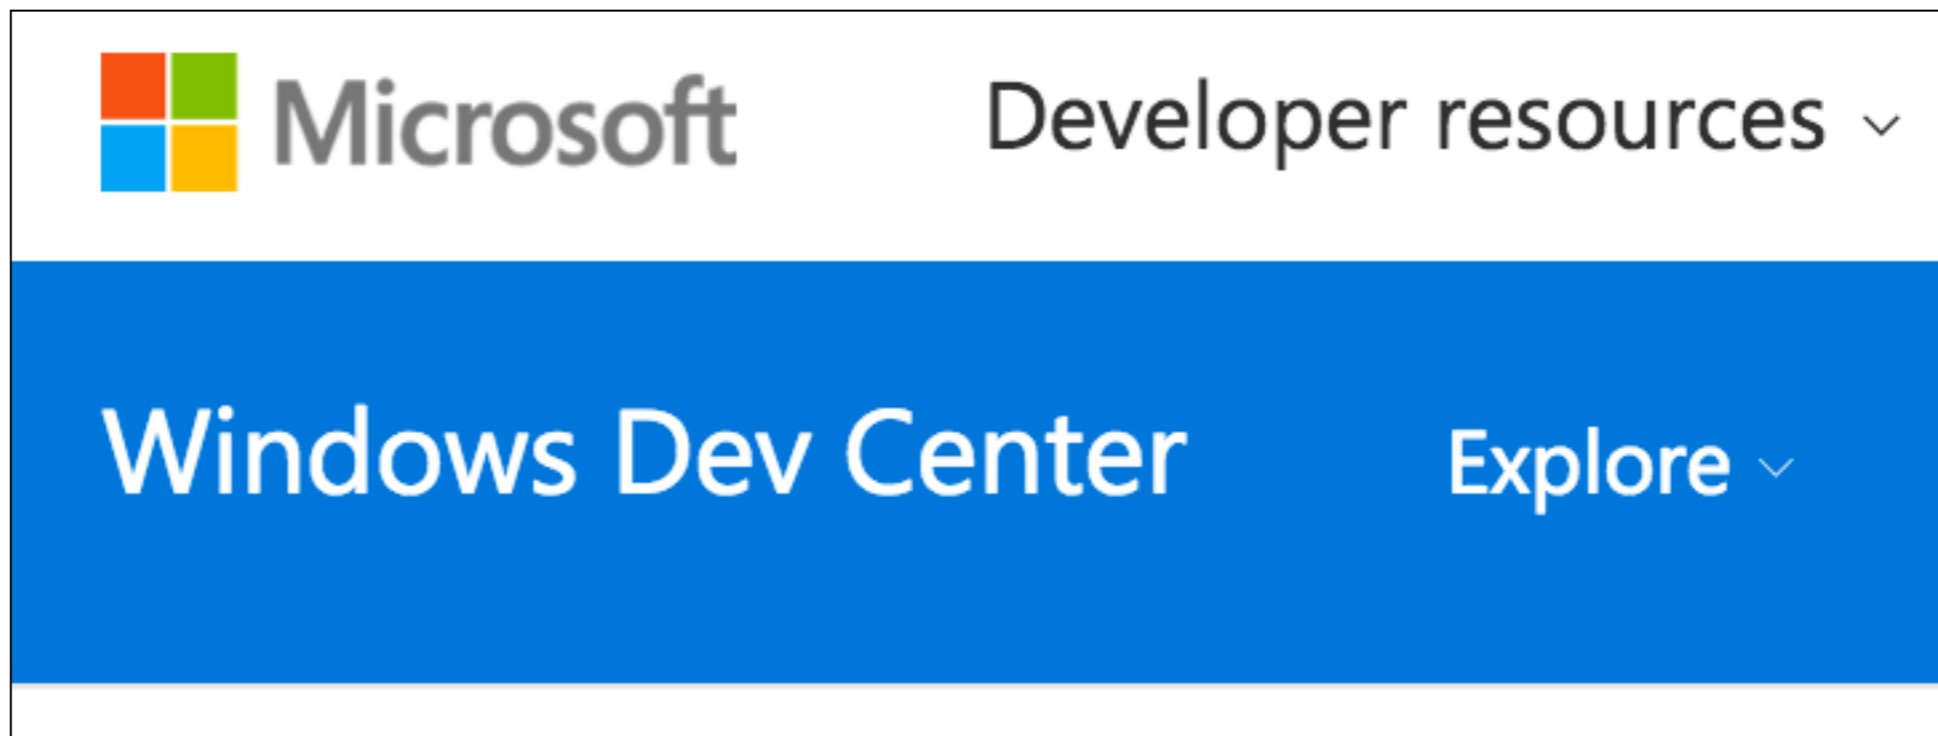 Microsoft Developer resources
Windows Dev Center Explore